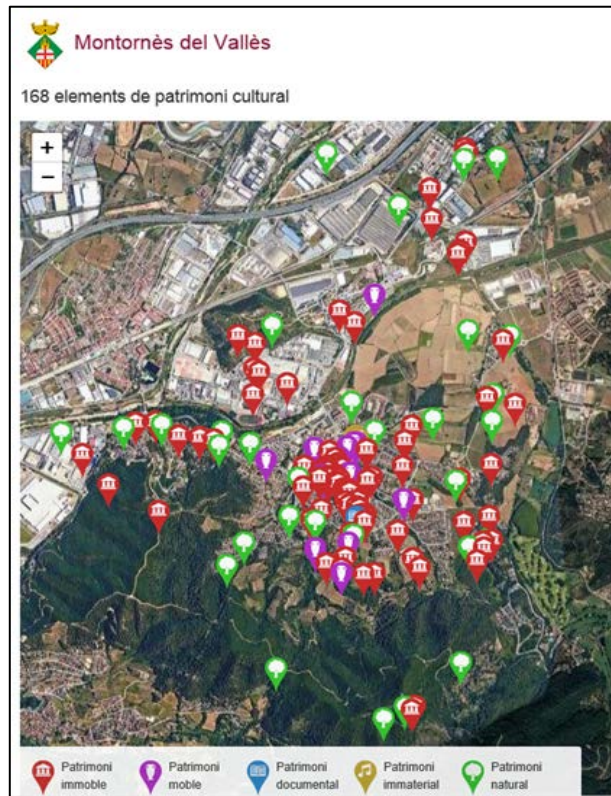 Montornès del Vallès
168 elements de patrimoni cultural
+
−
Patrimoni immoble
Patrimoni moble
Patrimoni documental
Patrimoni immaterial
Patrimoni natural